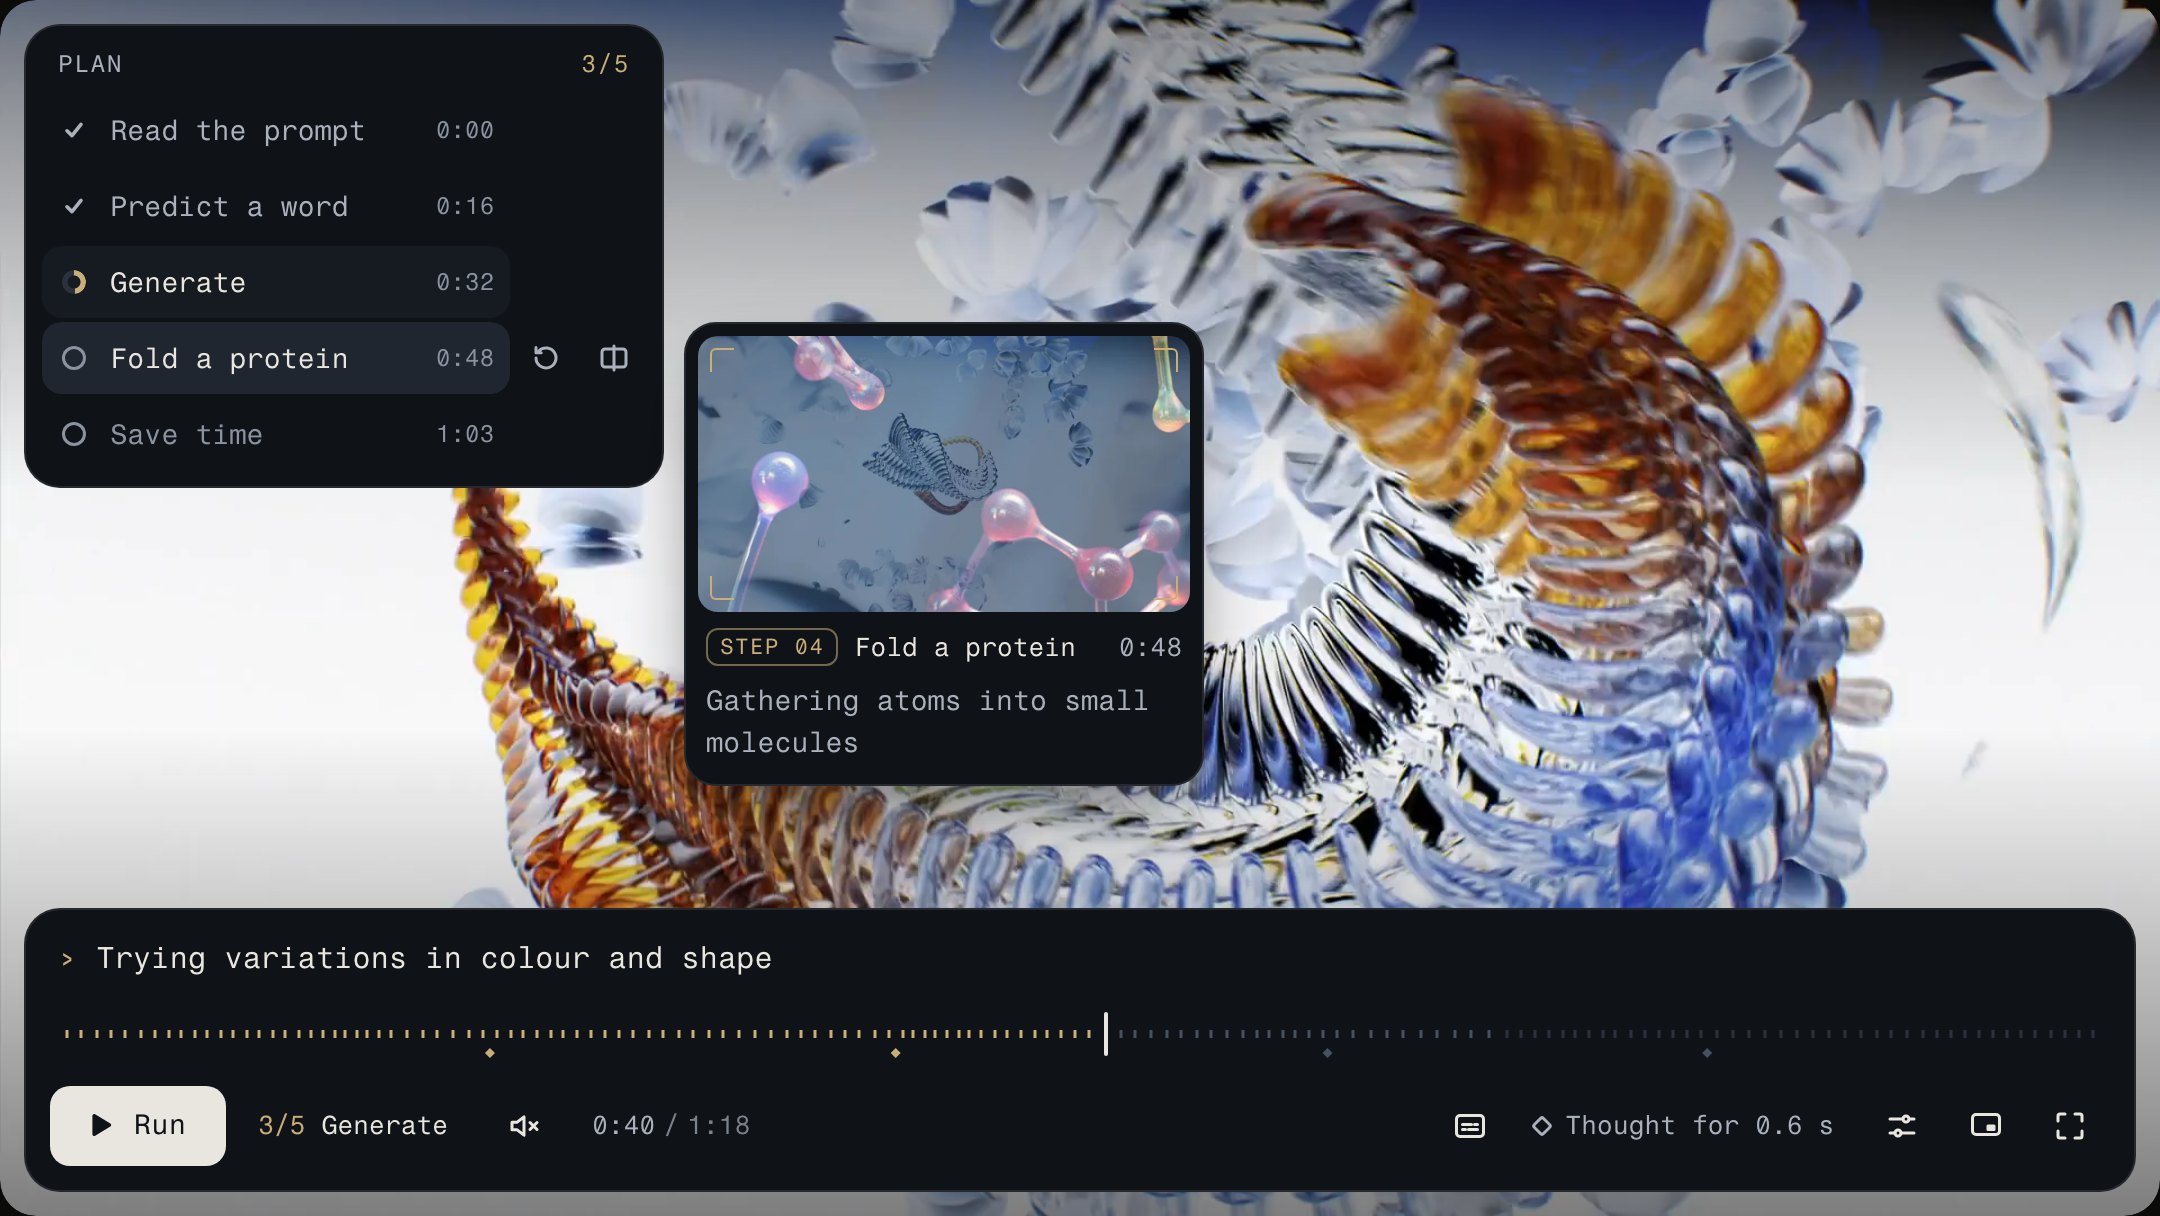 PLAN 3/5
Read the prompt 0:00
Predict a word 0:16
Generate 0:32
Fold a protein 0:48
Save time 1:03
STEP 04 Fold a protein 0:48
Gathering atoms into small
molecules
> Trying variations in colour and shape
Run 3/5 Generate 0:40 / 1:18 Thought for 0.6 s